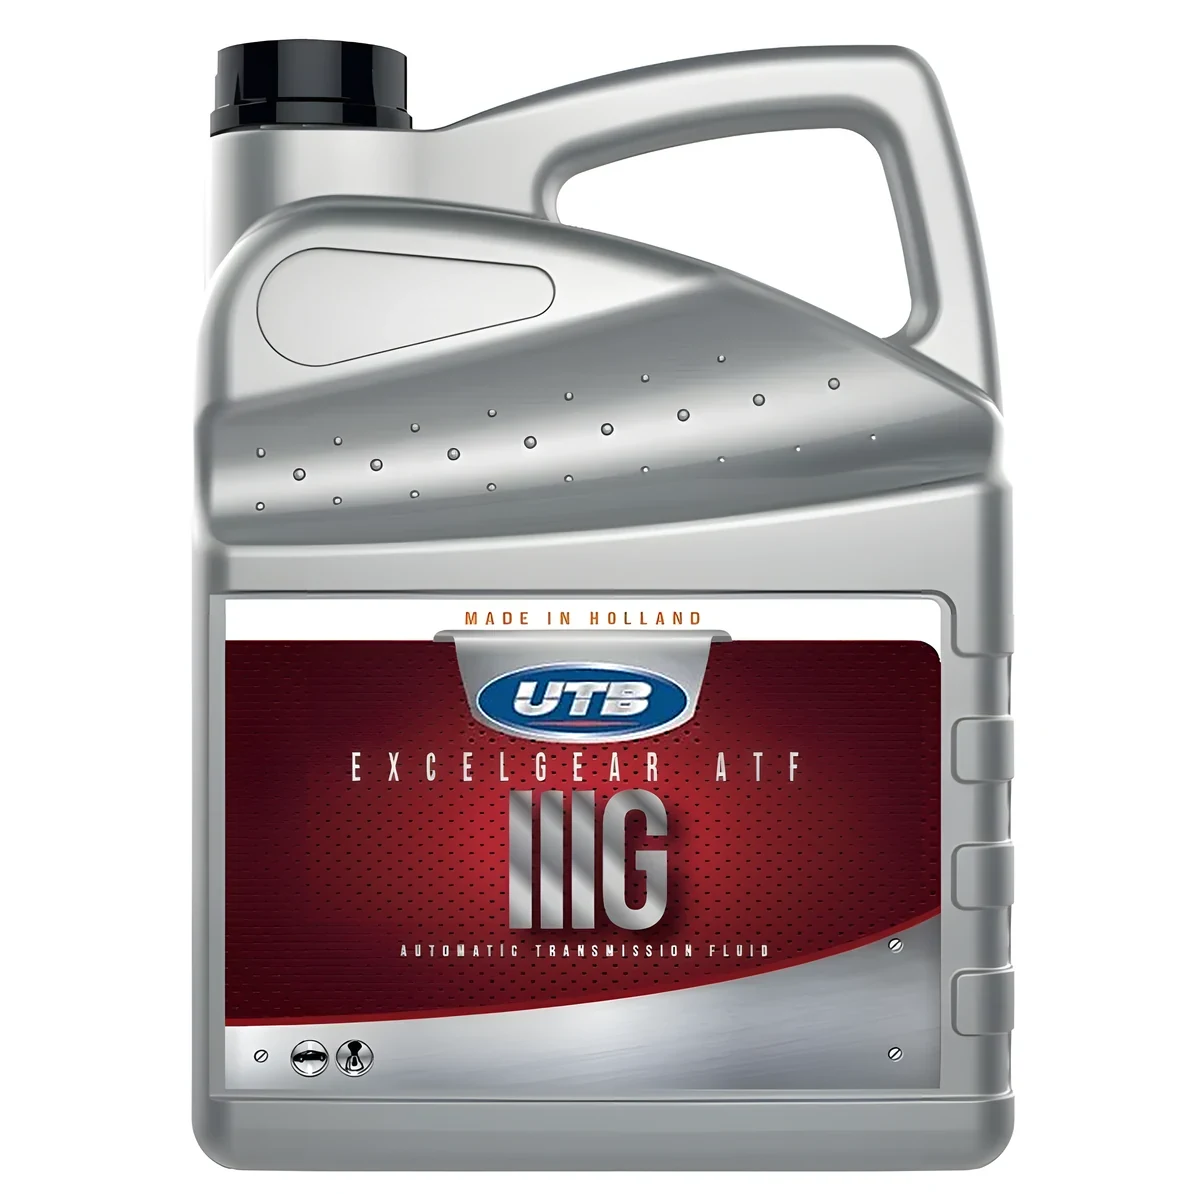 MADE IN HOLLAND
UTB
EXCELGEAR ATF
IIIG
AUTOMATIC TRANSMISSION FLUID